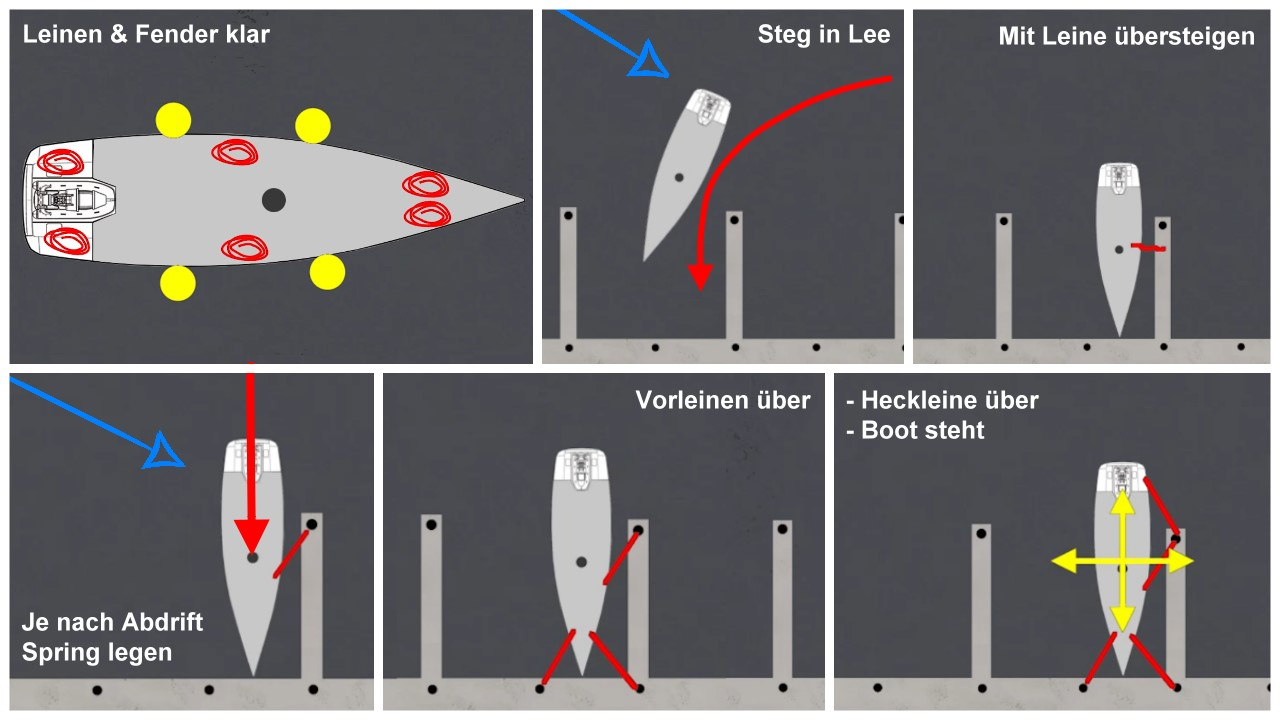 Leinen & Fender klar
Steg in Lee
Mit Leine übersteigen
Je nach Abdrift
Spring legen
Vorleinen über
- Heckleine über
- Boot steht